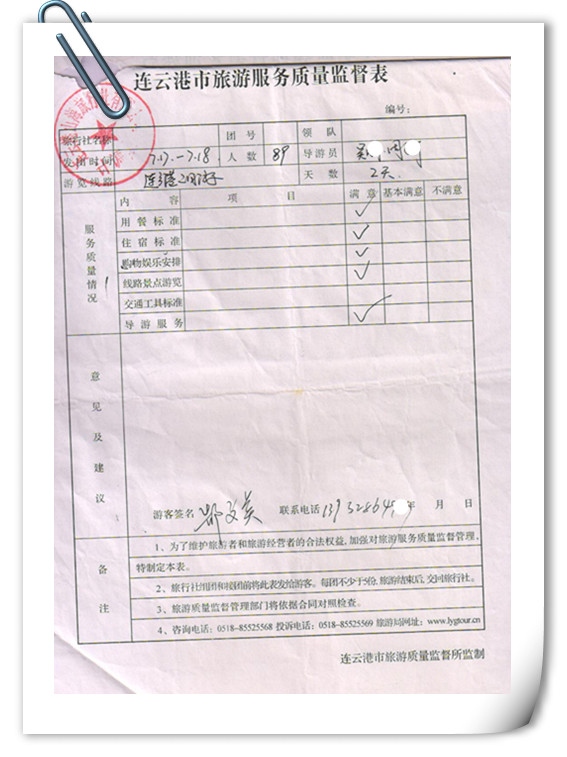 连云港市旅游服务质量监督表
编号：
旅行社名称 团号 领队
发团时间 7.17.－7.18. 人数 89 导游员
游览线路 天数 2天
服务质量情况
内容 项目 满意 基本满意 不满意
用餐标准 ✓
住宿标准 ✓
购物娱乐安排 ✓
线路景点游览 ✓
交通工具标准 ✓
导游服务 ✓
意见及建议
游客签名 联系电话 年 月 日
备注
1、为了维护旅游者和旅游经营者的合法权益，加强对旅游服务质量监督管理，
特制定本表。
2、旅行社组团和接团前将此表发给游客。每团不少于5份，旅游结束后，交回旅行社。
3、旅游质量监督管理部门将依据合同对照检查。
4、咨询电话：0518-85525568 投诉电话：0518-85525569 旅游局网址：www.lygtour.cn
连云港市旅游质量监督所监制